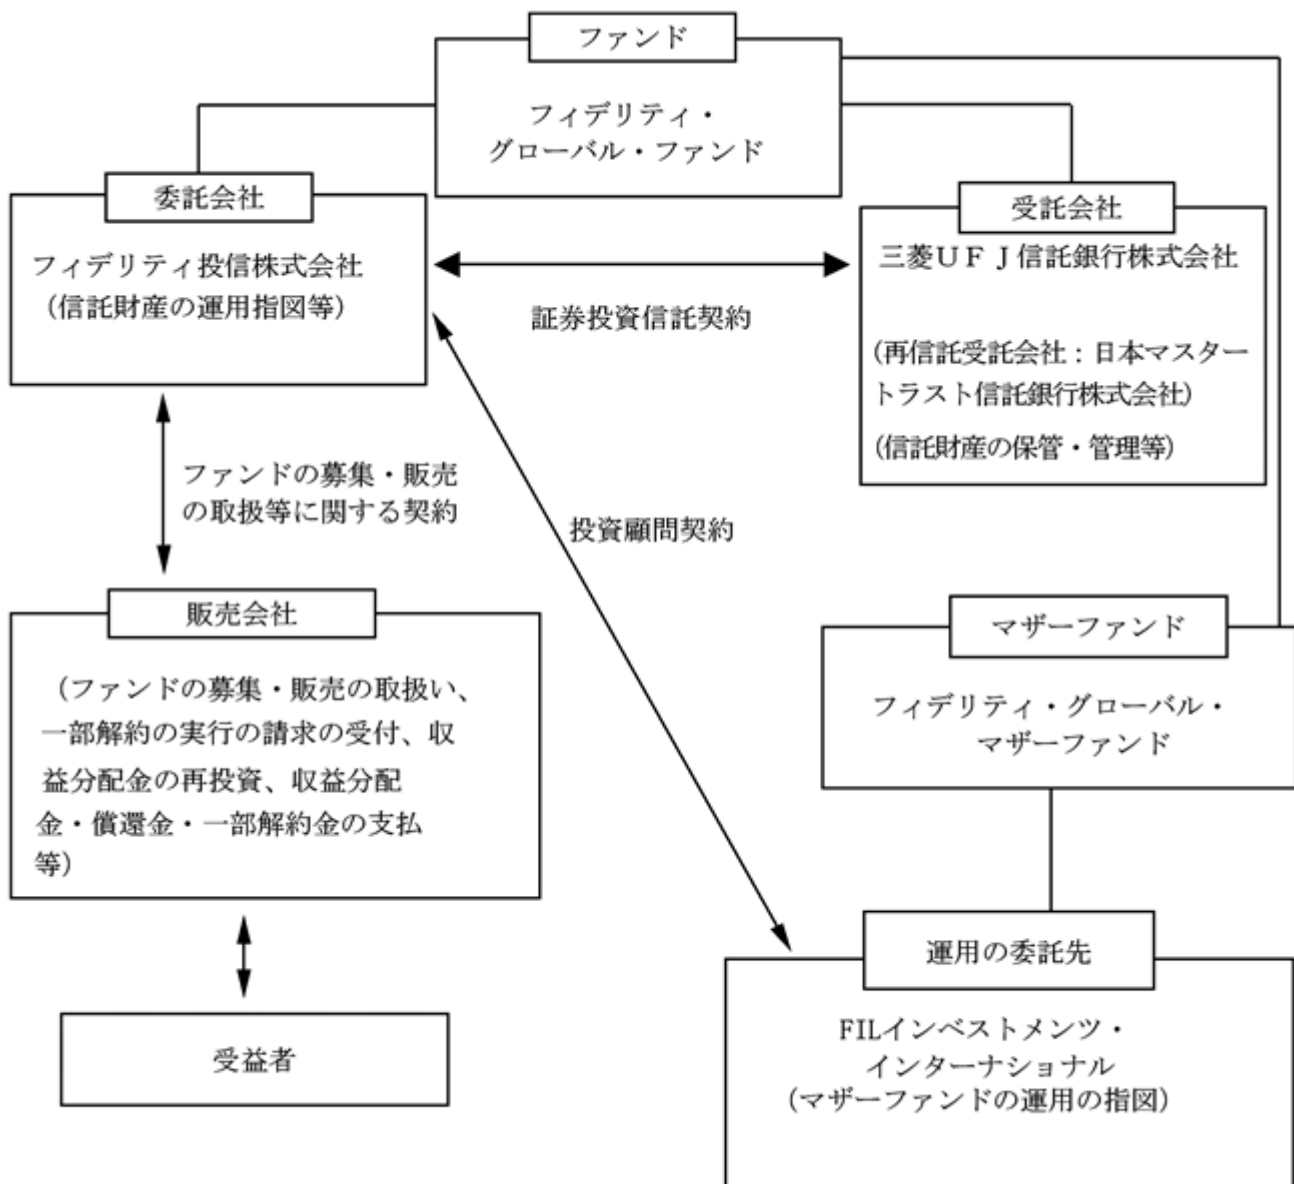 ファンド
フィデリティ・
グローバル・ファンド
委託会社
フィデリティ投信株式会社
(信託財産の運用指図等)
受託会社
三菱UFJ信託銀行株式会社
(再信託受託会社:日本マスター
トラスト信託銀行株式会社)
(信託財産の保管・管理等)
証券投資信託契約
ファンドの募集・販売
の取扱等に関する契約
投資顧問契約
販売会社
(ファンドの募集・販売の取扱い、
一部解約の実行の請求の受付、収
益分配金の再投資、収益分配
金・償還金・一部解約金の支払
等)
マザーファンド
フィデリティ・グローバル・
マザーファンド
運用の委託先
FILインベストメンツ・
インターナショナル
(マザーファンドの運用の指図)
受益者